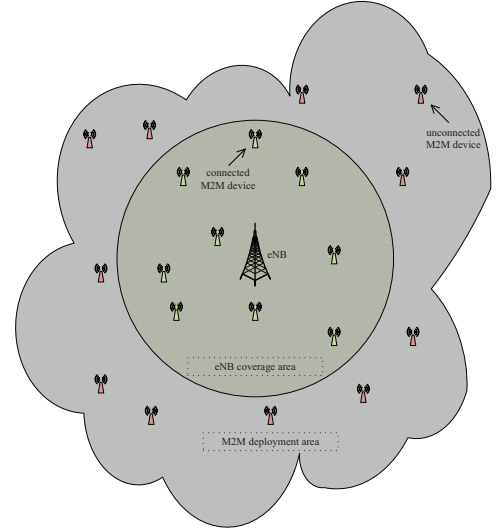 unconnected
M2M device
connected
M2M device
eNB
eNB coverage area
M2M deployment area